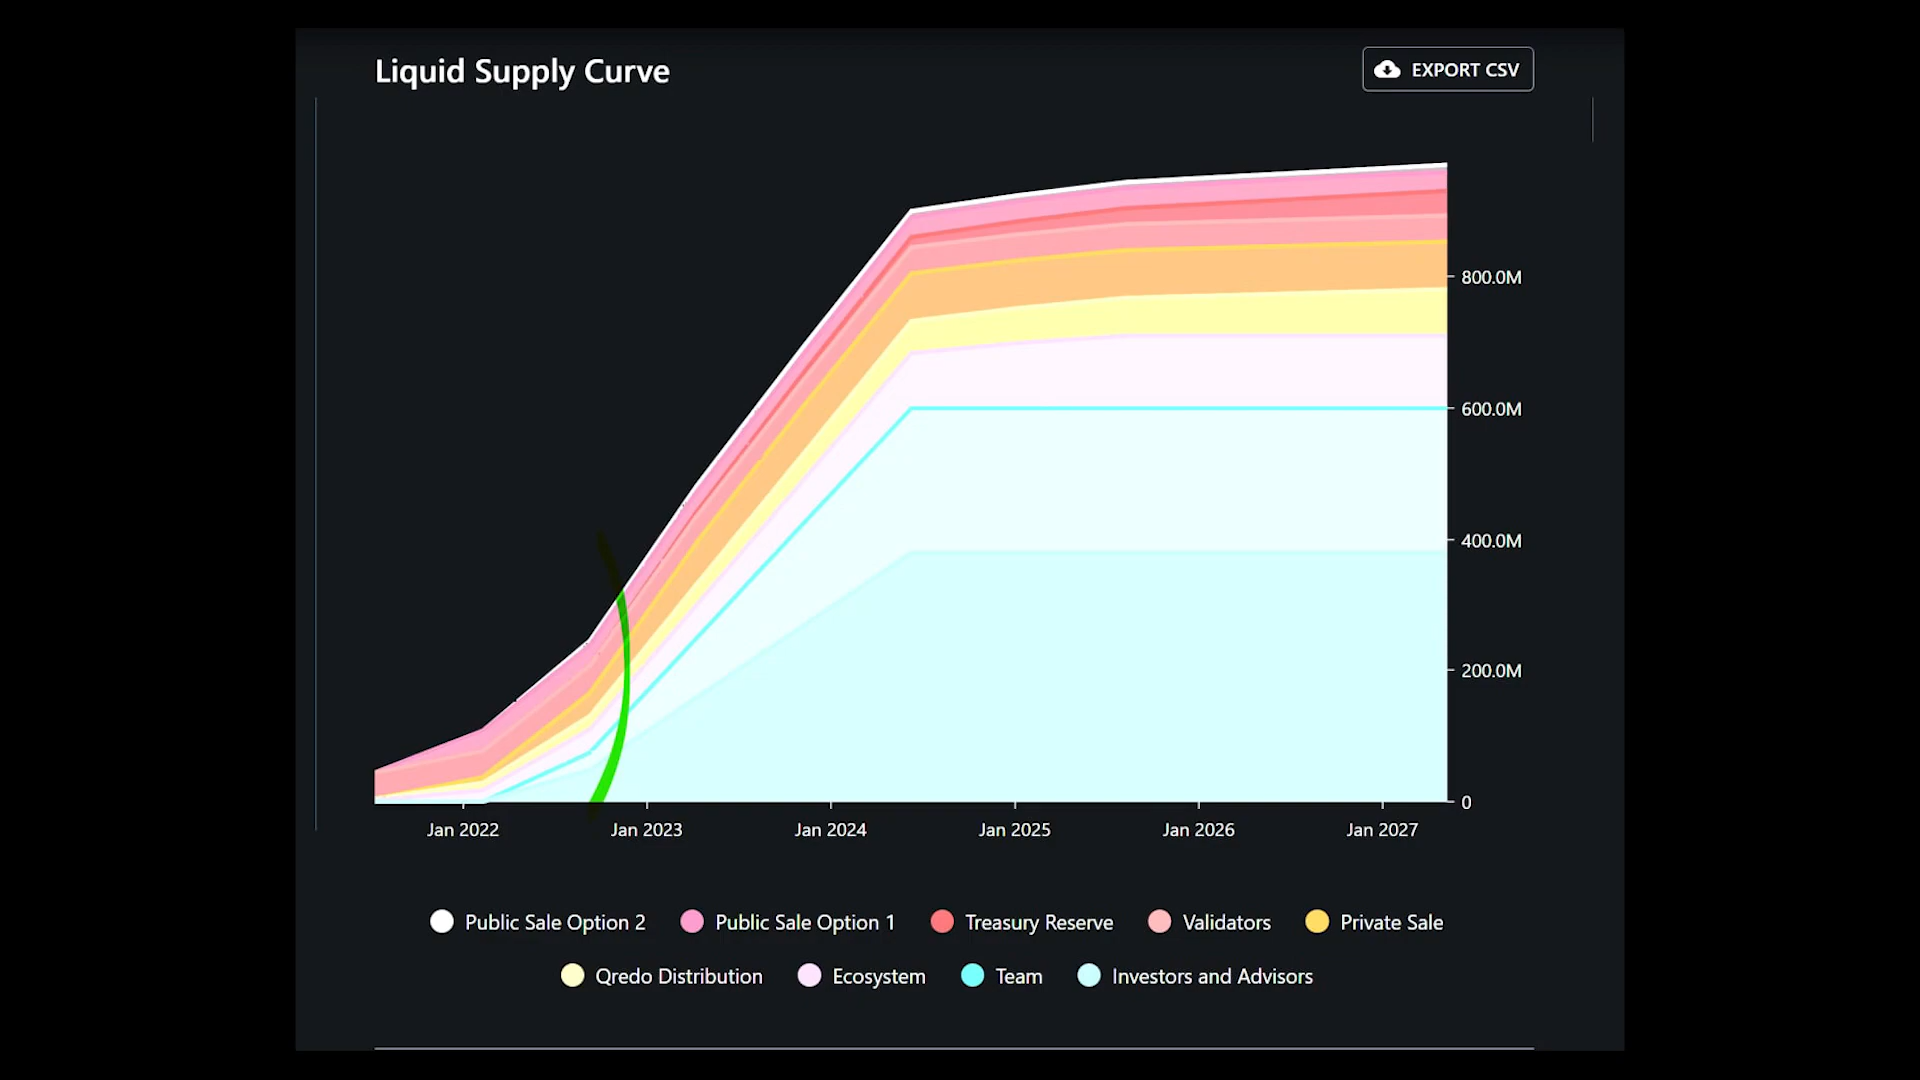 Liquid Supply Curve
EXPORT CSV
800.0M
600.0M
400.0M
200.0M
0
Jan 2022 Jan 2023 Jan 2024 Jan 2025 Jan 2026 Jan 2027
Public Sale Option 2 Public Sale Option 1 Treasury Reserve Validators Private Sale
Qredo Distribution Ecosystem Team Investors and Advisors